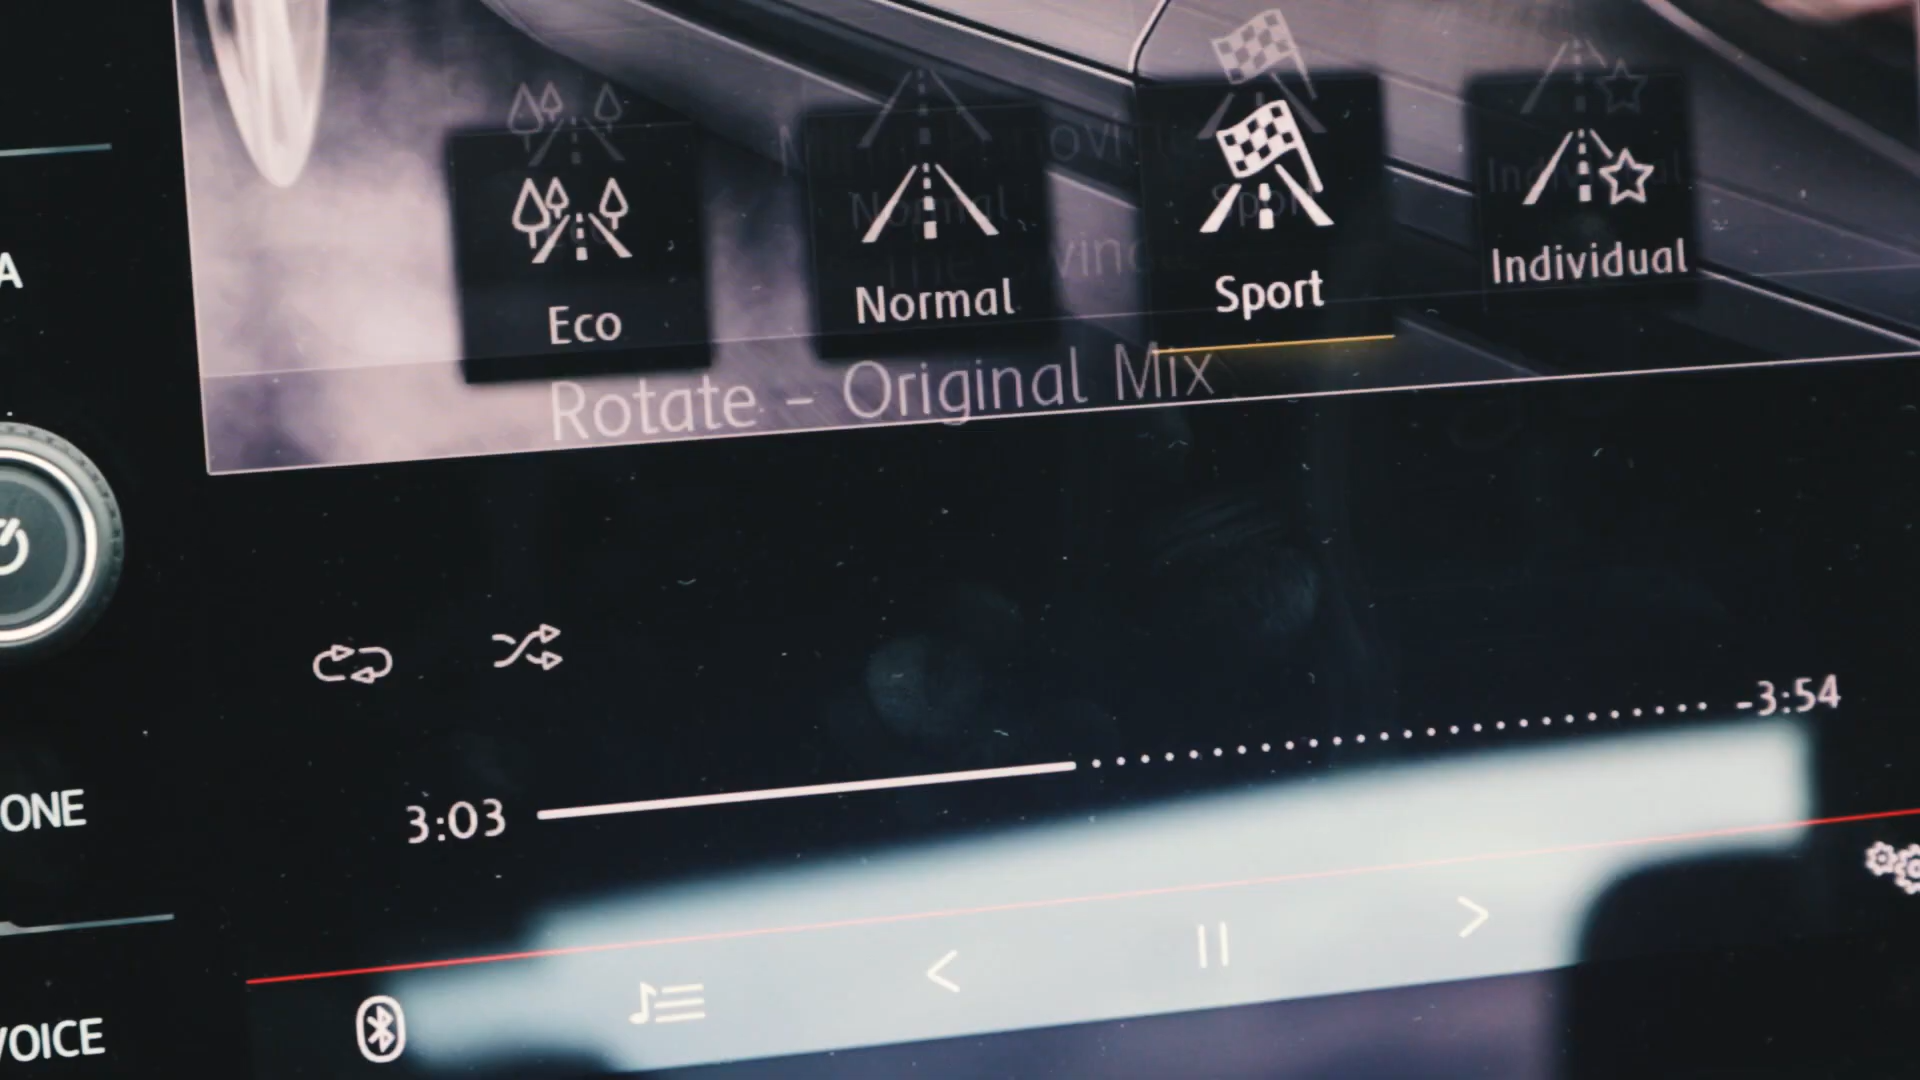 Eco
Normal
Sport
Individual
Rotate - Original Mix
3:03
-3:54
A
ONE
VOICE